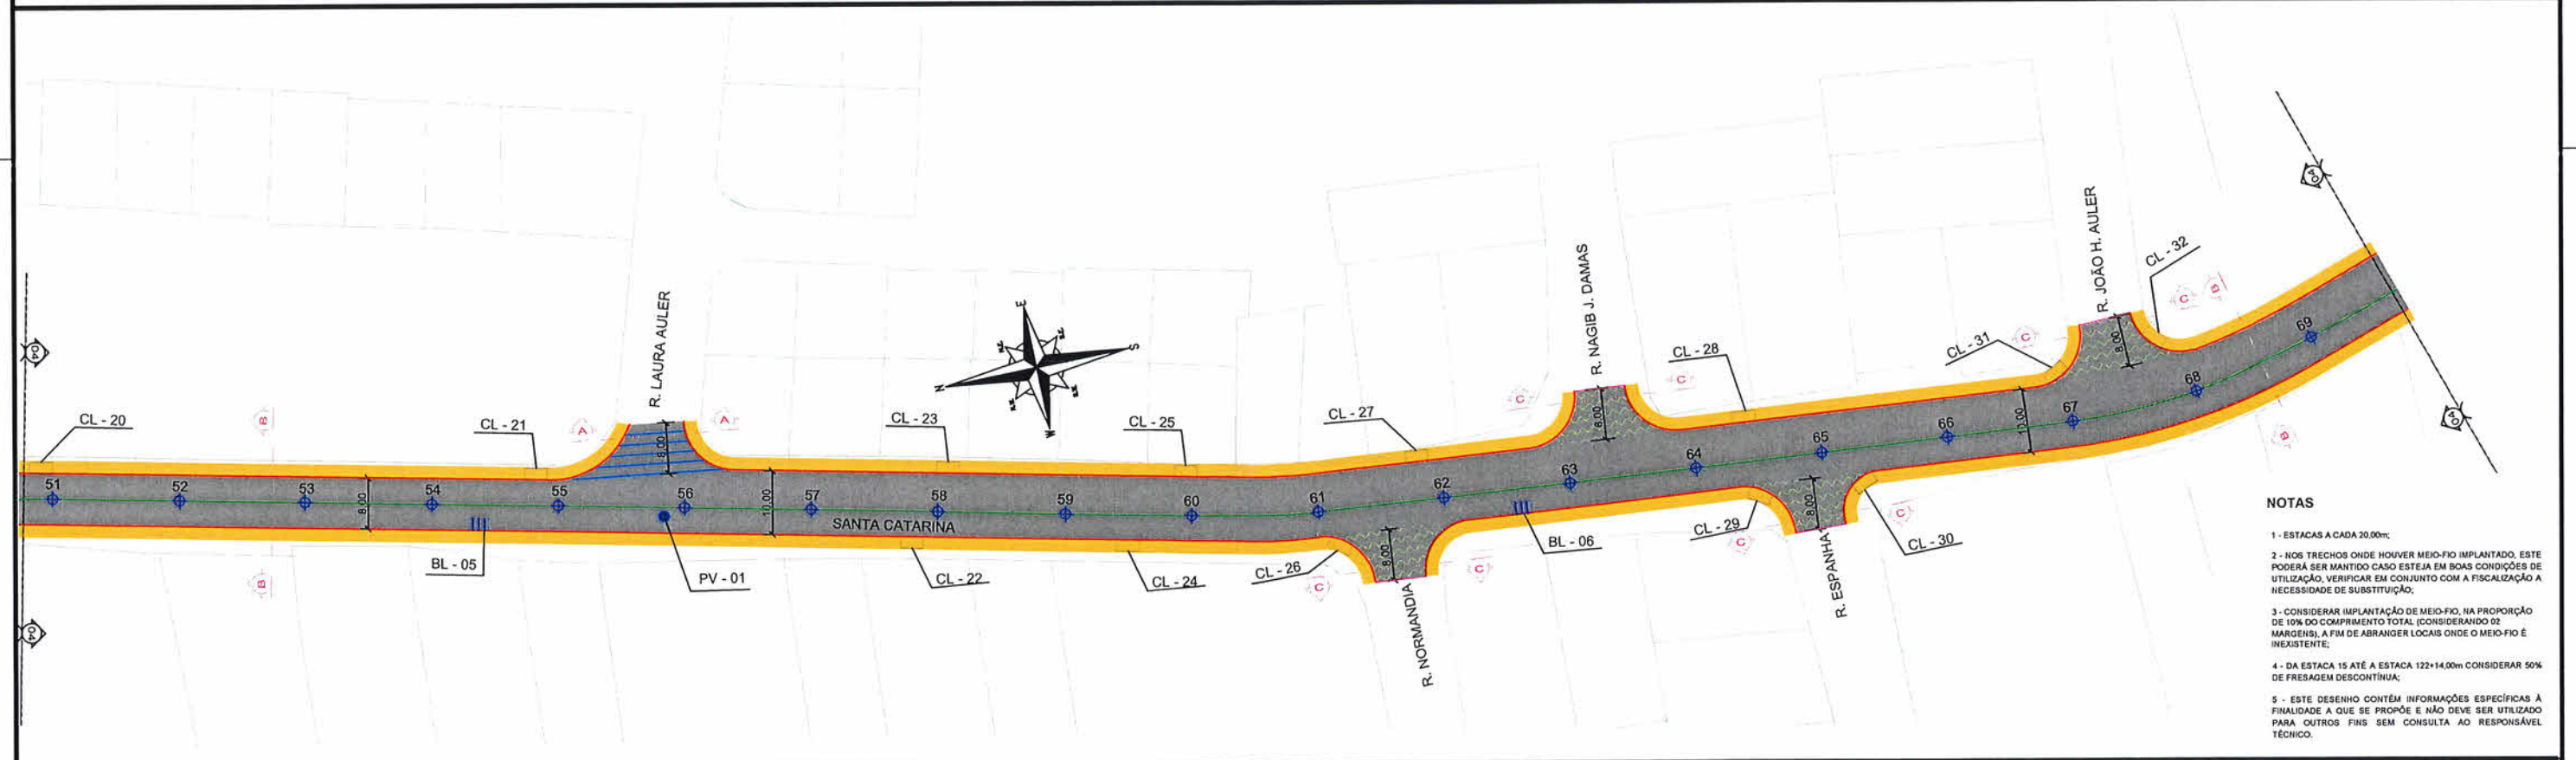 R. LAURA AULER
R. NAGIB J. DAMAS
R. JOÃO H. AULER
E
S
N
W
04
04
04
04
CL - 20
B
CL - 21
A
A
CL - 23
CL - 25
CL - 27
C
C
CL - 28
CL - 31
C
CL - 32
C
B
8,00
8,00
8,00
51
52
53
54
55
56
57
58
59
60
61
62
63
64
65
66
67
68
69
8,00
10,00
10,00
SANTA CATARINA
B
BL - 05
PV - 01
CL - 22
CL - 24
CL - 26
C
8,00
C
BL - 06
CL - 29
C
8,00
C
CL - 30
B
R. NORMANDIA
R. ESPANHA
NOTAS
1 - ESTACAS A CADA 20,00m;
2 - NOS TRECHOS ONDE HOUVER MEIO-FIO IMPLANTADO, ESTE
PODERÁ SER MANTIDO CASO ESTEJA EM BOAS CONDIÇÕES DE
UTILIZAÇÃO, VERIFICAR EM CONJUNTO COM A FISCALIZAÇÃO A
NECESSIDADE DE SUBSTITUIÇÃO;
3 - CONSIDERAR IMPLANTAÇÃO DE MEIO-FIO, NA PROPORÇÃO
DE 10% DO COMPRIMENTO TOTAL (CONSIDERANDO 02
MARGENS), A FIM DE ABRANGER LOCAIS ONDE O MEIO-FIO É
INEXISTENTE;
4 - DA ESTACA 15 ATÉ A ESTACA 122+14,00m CONSIDERAR 50%
DE FRESAGEM DESCONTÍNUA;
5 - ESTE DESENHO CONTÉM INFORMAÇÕES ESPECÍFICAS À
FINALIDADE A QUE SE PROPÕE E NÃO DEVE SER UTILIZADO
PARA OUTROS FINS SEM CONSULTA AO RESPONSÁVEL
TÉCNICO.